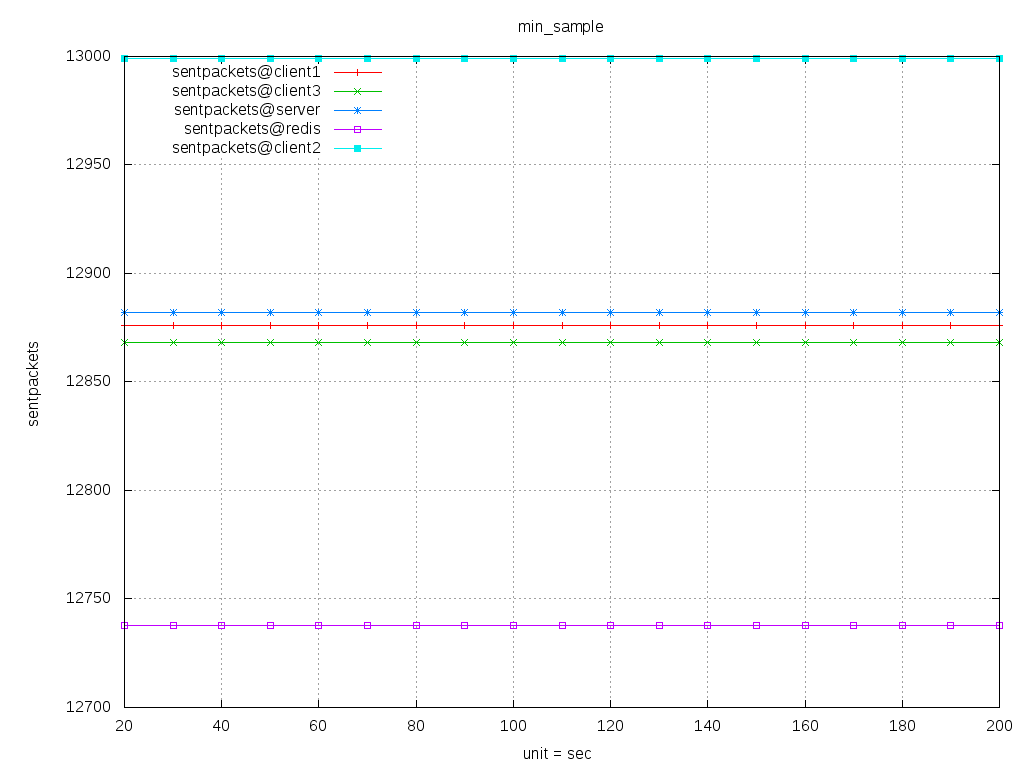 min_sample
13000
12950
12900
12850
12800
12750
12700
sentpackets
sentpackets@client1
sentpackets@client3
sentpackets@server
sentpackets@redis
sentpackets@client2
20 40 60 80 100 120 140 160 180 200
unit = sec